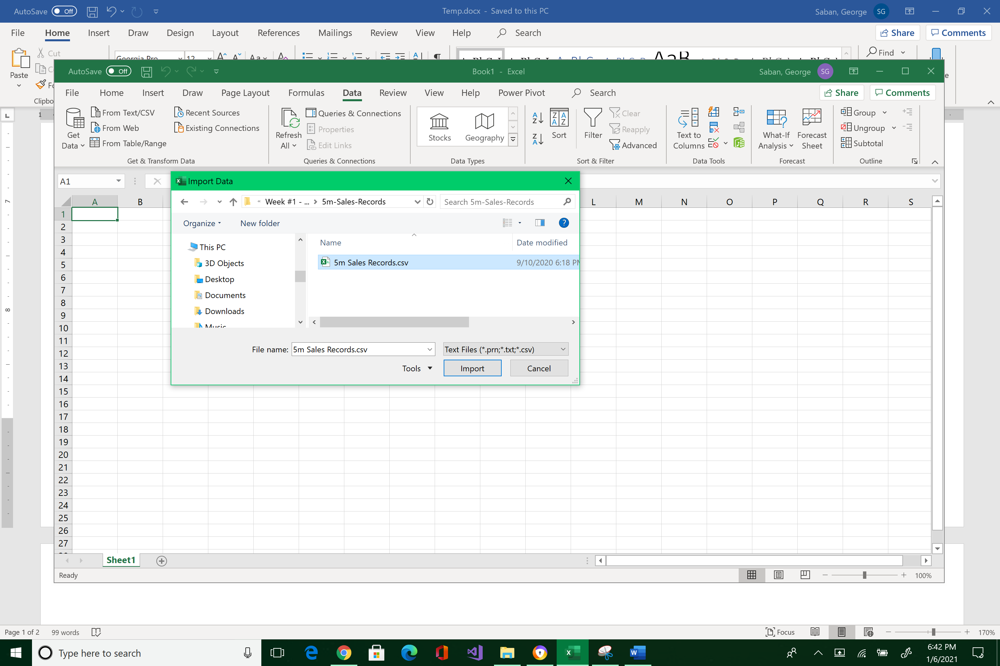 AutoSave Off Temp.docx - Saved to this PC Saban, George SG
File Home Insert Draw Design Layout References Mailings Review View Help Search Share Comments
Cut Georgia Pro 12 Aa Find
Paste
Clipbo
AutoSave Off Book1 - Excel Saban, George SG
File Home Insert Draw Page Layout Formulas Data Review View Help Power Pivot Search Share Comments
From Text/CSV Recent Sources Queries & Connections Clear Group
From Web Existing Connections Properties Reapply Ungroup
From Table/Range Edit Links Advanced Subtotal
Get Data Refresh All Stocks Geography Sort Filter Text to Columns What-If Analysis Forecast Sheet
Get & Transform Data Queries & Connections Data Types Sort & Filter Data Tools Forecast Outline
A1
Import Data
Week #1 - ... 5m-Sales-Records Search 5m-Sales-Records
Organize New folder ?
This PC
3D Objects
Desktop
Documents
Downloads
Music
Name Date modified
5m Sales Records.csv 9/10/2020 6:18 PM
File name: 5m Sales Records.csv Text Files (*.prn;*.txt;*.csv)
Tools Import Cancel
A B L M N O P Q R S
1
2
3
4
5
6
7
8
9
10
11
12
13
14
15
16
17
18
19
20
21
22
23
24
25
26
27
Sheet1
Ready 100%
Page 1 of 2 99 words Focus 170%
Type here to search 6:42 PM
1/6/2021